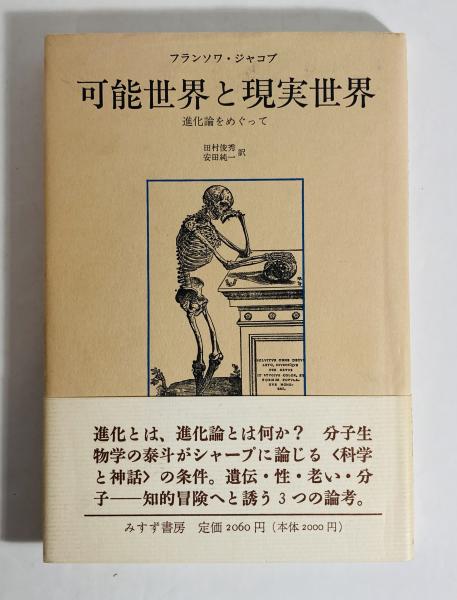 フランソワ・ジャコブ
可能世界と現実世界
進化論をめぐって
田村俊秀
安田純一 訳
進化とは、進化論とは何か？ 分子生
物学の泰斗がシャープに論じる〈科学
と神話〉の条件。遺伝・性・老い・分
子——知的冒険へと誘う3つの論考。
みすず書房 定価2060円（本体2000円）